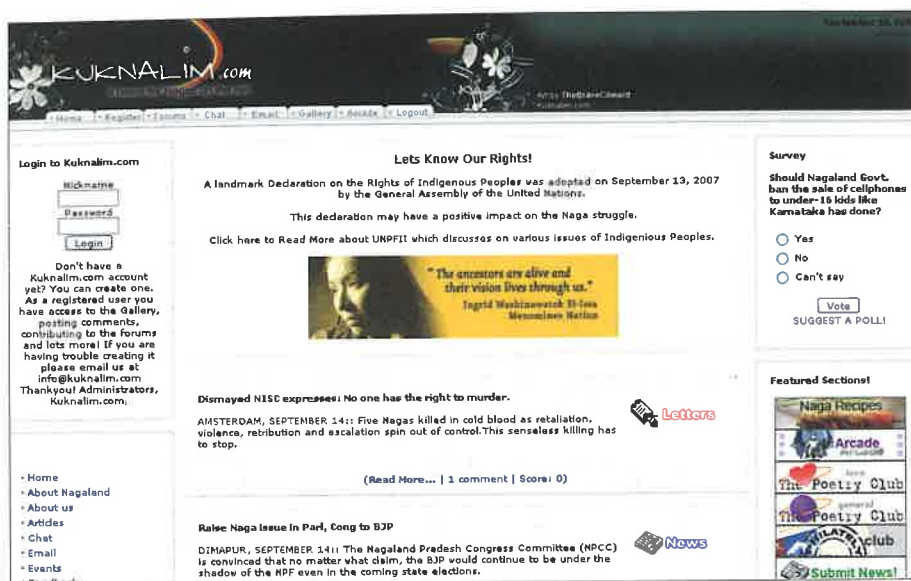 KUKNALIM.com
Art by TheBraveCoward
Kuknalim.com
Home Register Forums Chat Email Gallery Arcade Logout
Login to Kuknalim.com
Nickname
Password
Login
Don't have a
Kuknalim.com account
yet? You can create one.
As a registered user you
have access to the Gallery,
posting comments,
contributing to the forums
and lots more! If you are
having trouble creating it
please email us at
info@kuknalim.com
Thankyou! Administrators,
Kuknalim.com.
Home
About Nagaland
About us
Articles
Chat
Email
Events
Lets Know Our Rights!
A landmark Declaration on the Rights of Indigenous Peoples was adopted on September 13, 2007
by the General Assembly of the United Nations.
This declaration may have a positive impact on the Naga struggle.
Click here to Read More about UNPFII which discusses on various issues of Indigenious Peoples.
"The ancestors are alive and
their vision lives through us."
Ingrid Washinawatok El-Issa
Menominee Nation
Dismayed NISC expresses: No one has the right to murder.
Letters
AMSTERDAM, SEPTEMBER 14:: Five Nagas killed in cold blood as retaliation,
violence, retribution and escalation spin out of control.This senseless killing has
to stop.
(Read More... | 1 comment | Score: 0)
Raise Naga issue in Parl, Cong to BJP
News
DIMAPUR, SEPTEMBER 14:: The Nagaland Pradesh Congress Committee (NPCC)
is convinced that no matter what claim, the BJP would continue to be under the
shadow of the NPF even in the coming state elections.
Survey
Should Nagaland Govt.
ban the sale of cellphones
to under-16 kids like
Karnataka has done?
Yes
No
Can't say
Vote
SUGGEST A POLL!
Featured Sections!
Naga Recipes
Arcade
love
The Poetry Club
general
The Poetry Club
PHILATELY club
Submit News!